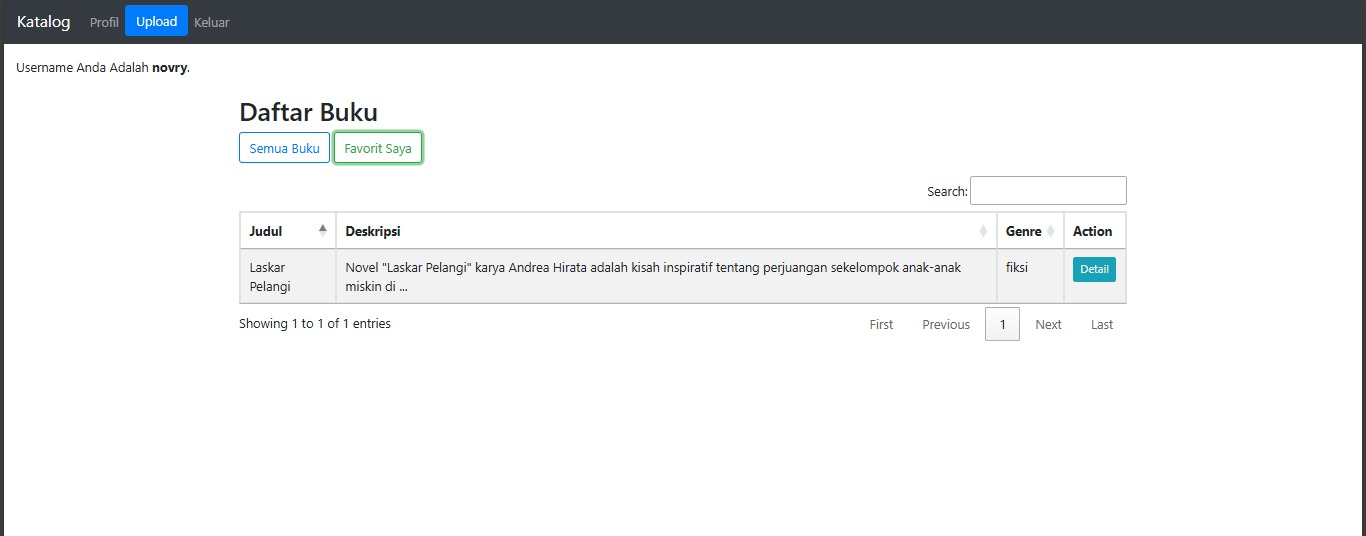 Katalog Profil Upload Keluar
Username Anda Adalah novry.
Daftar Buku
Semua Buku Favorit Saya
Search:
Judul Deskripsi Genre Action
Laskar Novel "Laskar Pelangi" karya Andrea Hirata adalah kisah inspiratif tentang perjuangan sekelompok anak-anak fiksi Detail
Pelangi miskin di ...
Showing 1 to 1 of 1 entries First Previous 1 Next Last